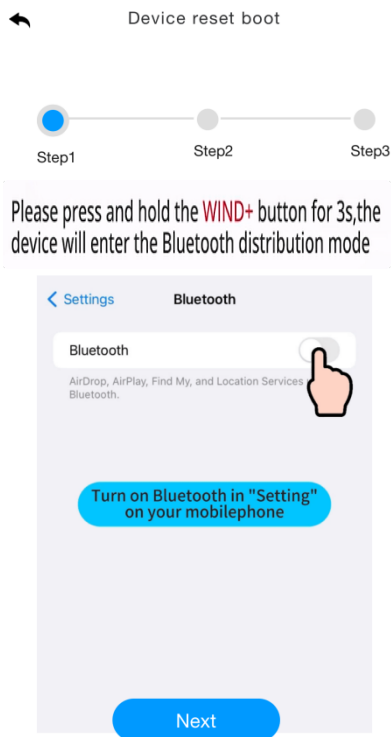 Device reset boot
Step1
Step2
Step3
Please press and hold the WIND+ button for 3s,the
device will enter the Bluetooth distribution mode
Settings
Bluetooth
Bluetooth
AirDrop, AirPlay, Find My, and Location Services
Bluetooth.
Turn on Bluetooth in "Setting"
on your mobilephone
Next